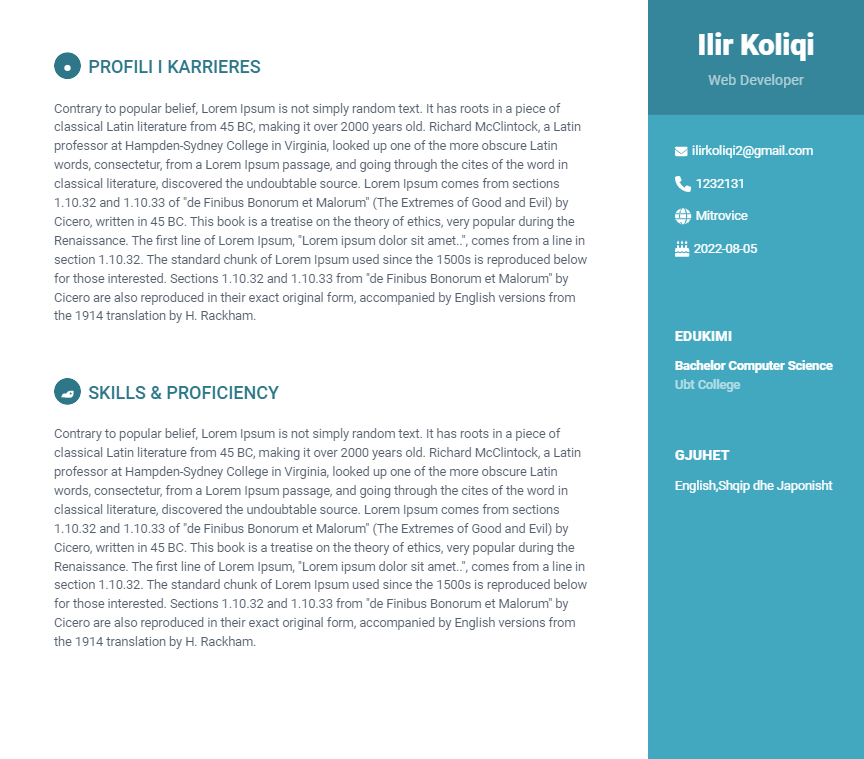 PROFILI I KARRIERES
Contrary to popular belief, Lorem Ipsum is not simply random text. It has roots in a piece of
classical Latin literature from 45 BC, making it over 2000 years old. Richard McClintock, a Latin
professor at Hampden-Sydney College in Virginia, looked up one of the more obscure Latin
words, consectetur, from a Lorem Ipsum passage, and going through the cites of the word in
classical literature, discovered the undoubtable source. Lorem Ipsum comes from sections
1.10.32 and 1.10.33 of "de Finibus Bonorum et Malorum" (The Extremes of Good and Evil) by
Cicero, written in 45 BC. This book is a treatise on the theory of ethics, very popular during the
Renaissance. The first line of Lorem Ipsum, "Lorem ipsum dolor sit amet..", comes from a line in
section 1.10.32. The standard chunk of Lorem Ipsum used since the 1500s is reproduced below
for those interested. Sections 1.10.32 and 1.10.33 from "de Finibus Bonorum et Malorum" by
Cicero are also reproduced in their exact original form, accompanied by English versions from
the 1914 translation by H. Rackham.
SKILLS & PROFICIENCY
Contrary to popular belief, Lorem Ipsum is not simply random text. It has roots in a piece of
classical Latin literature from 45 BC, making it over 2000 years old. Richard McClintock, a Latin
professor at Hampden-Sydney College in Virginia, looked up one of the more obscure Latin
words, consectetur, from a Lorem Ipsum passage, and going through the cites of the word in
classical literature, discovered the undoubtable source. Lorem Ipsum comes from sections
1.10.32 and 1.10.33 of "de Finibus Bonorum et Malorum" (The Extremes of Good and Evil) by
Cicero, written in 45 BC. This book is a treatise on the theory of ethics, very popular during the
Renaissance. The first line of Lorem Ipsum, "Lorem ipsum dolor sit amet..", comes from a line in
section 1.10.32. The standard chunk of Lorem Ipsum used since the 1500s is reproduced below
for those interested. Sections 1.10.32 and 1.10.33 from "de Finibus Bonorum et Malorum" by
Cicero are also reproduced in their exact original form, accompanied by English versions from
the 1914 translation by H. Rackham.
Ilir Koliqi
Web Developer
ilirkoliqi2@gmail.com
1232131
Mitrovice
2022-08-05
EDUKIMI
Bachelor Computer Science
Ubt College
GJUHET
English,Shqip dhe Japonisht